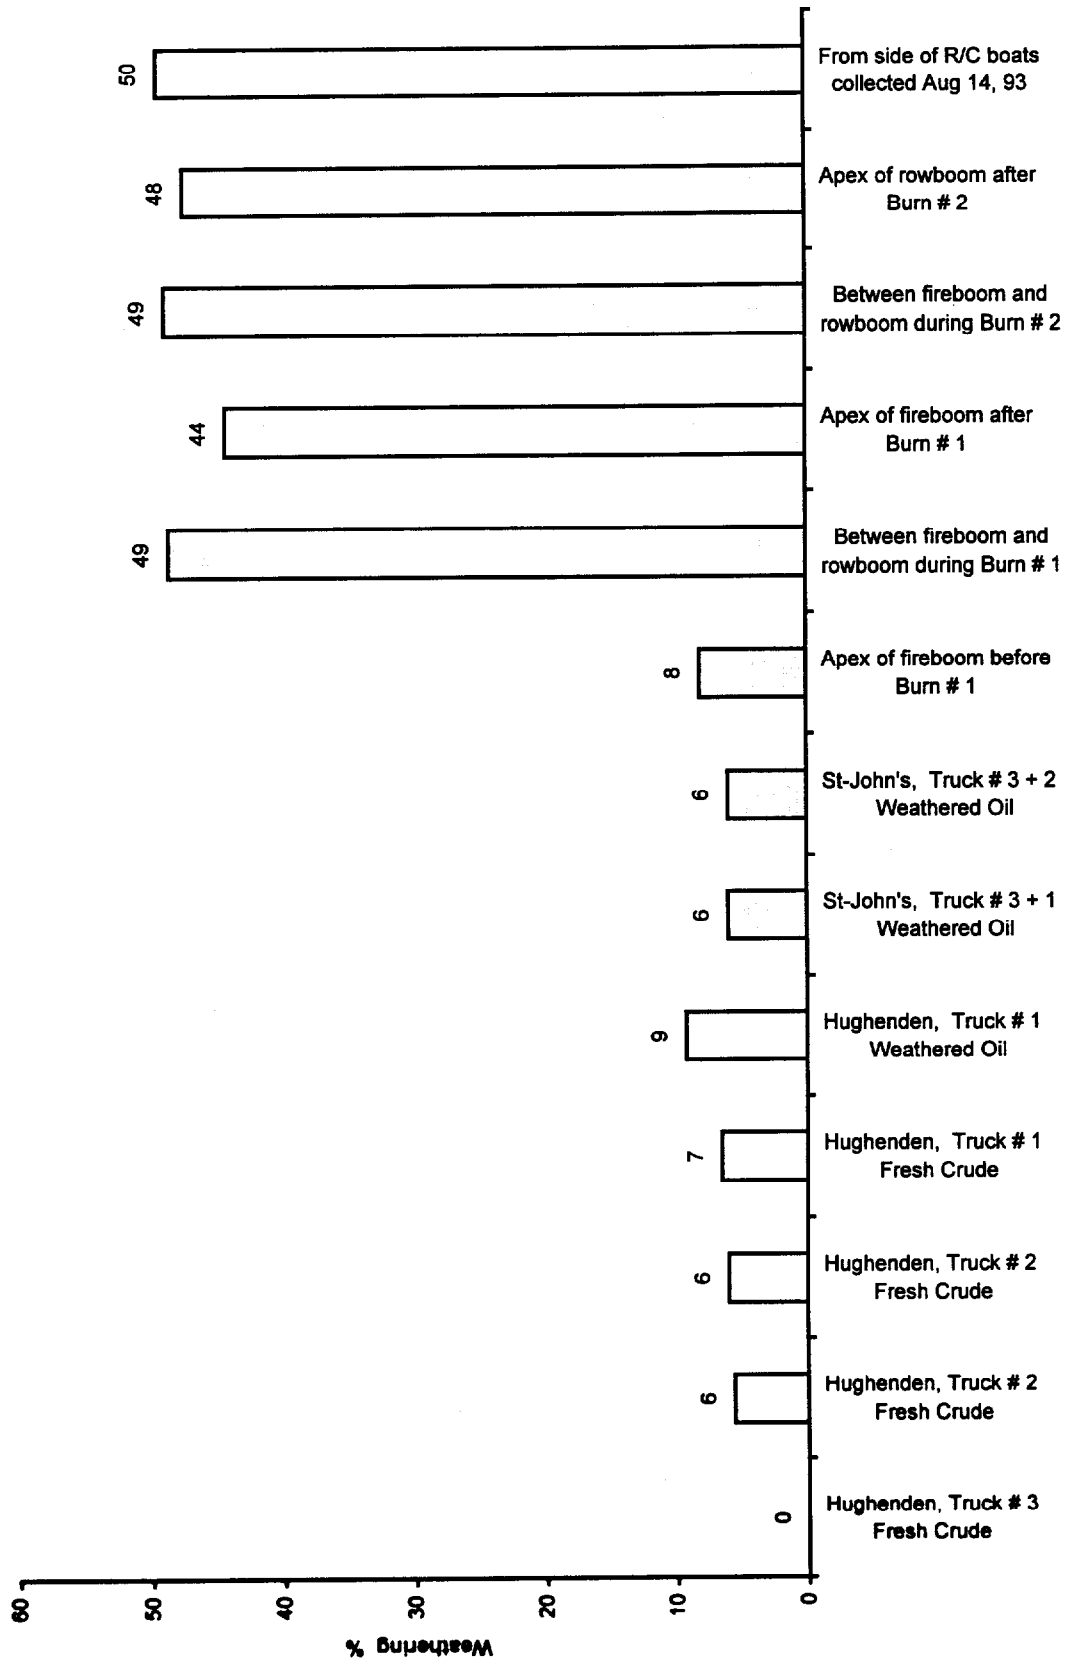 From side of R/C boats
collected Aug 14, 93
50
Apex of rowboom after
Burn # 2
48
Between fireboom and
rowboom during Burn # 2
49
Apex of fireboom after
Burn # 1
44
Between fireboom and
rowboom during Burn # 1
49
Apex of fireboom before
Burn # 1
8
St-John's, Truck # 3 + 2
Weathered Oil
6
St-John's, Truck # 3 + 1
Weathered Oil
6
Hughenden, Truck # 1
Weathered Oil
9
Hughenden, Truck # 1
Fresh Crude
7
Hughenden, Truck # 2
Fresh Crude
6
Hughenden, Truck # 2
Fresh Crude
6
Hughenden, Truck # 3
Fresh Crude
0
60
50
40
30
20
10
0
Weathering %